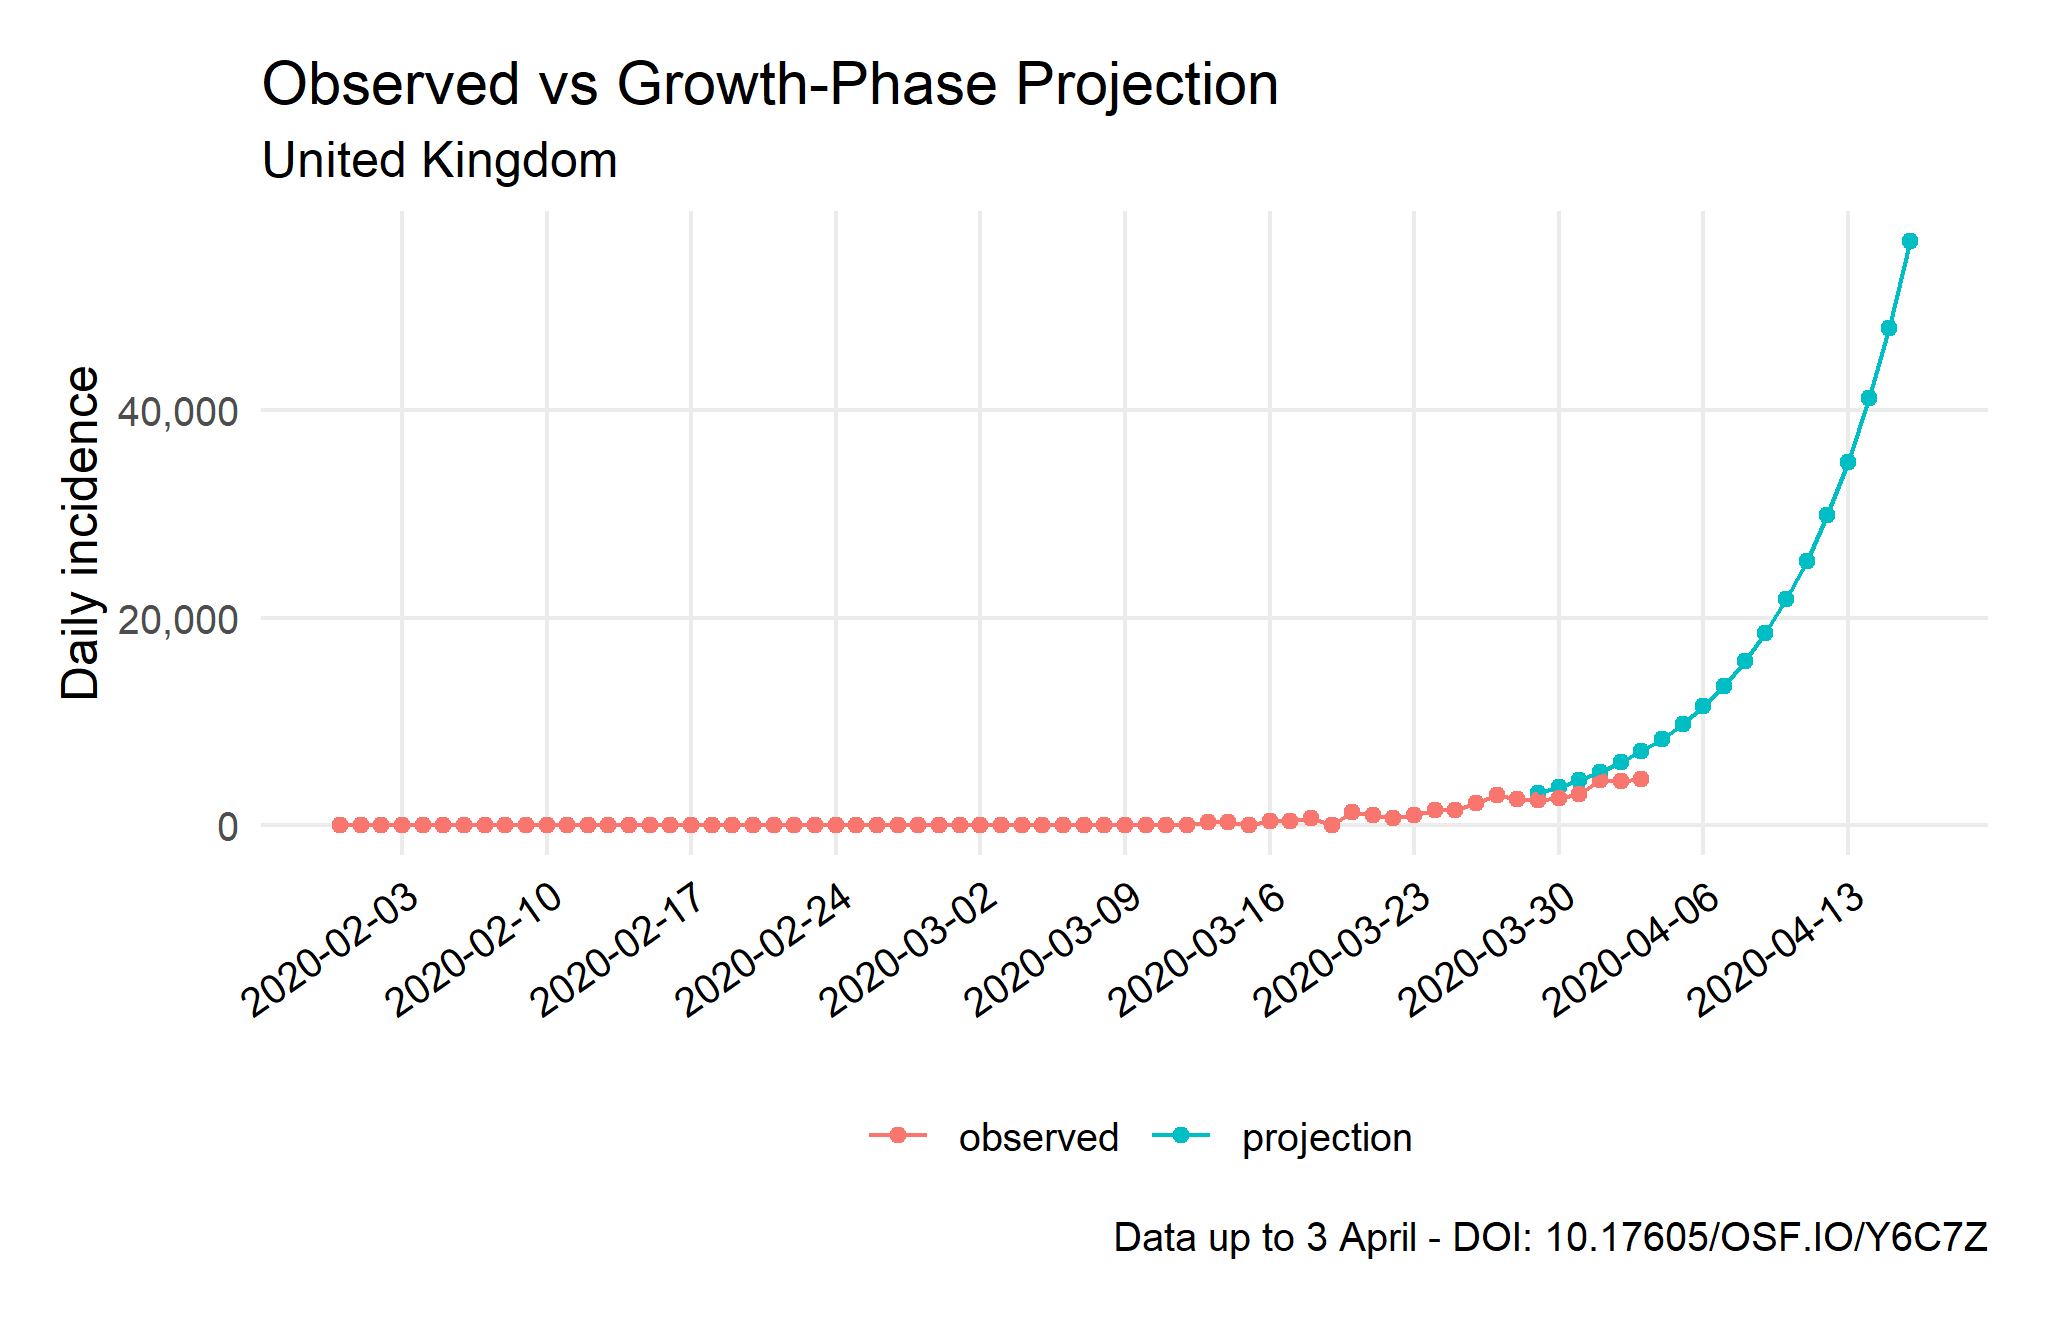 Observed vs Growth-Phase Projection
United Kingdom
Daily incidence
40,000
20,000
0
2020-02-03
2020-02-10
2020-02-17
2020-02-24
2020-03-02
2020-03-09
2020-03-16
2020-03-23
2020-03-30
2020-04-06
2020-04-13
observed
projection
Data up to 3 April - DOI: 10.17605/OSF.IO/Y6C7Z